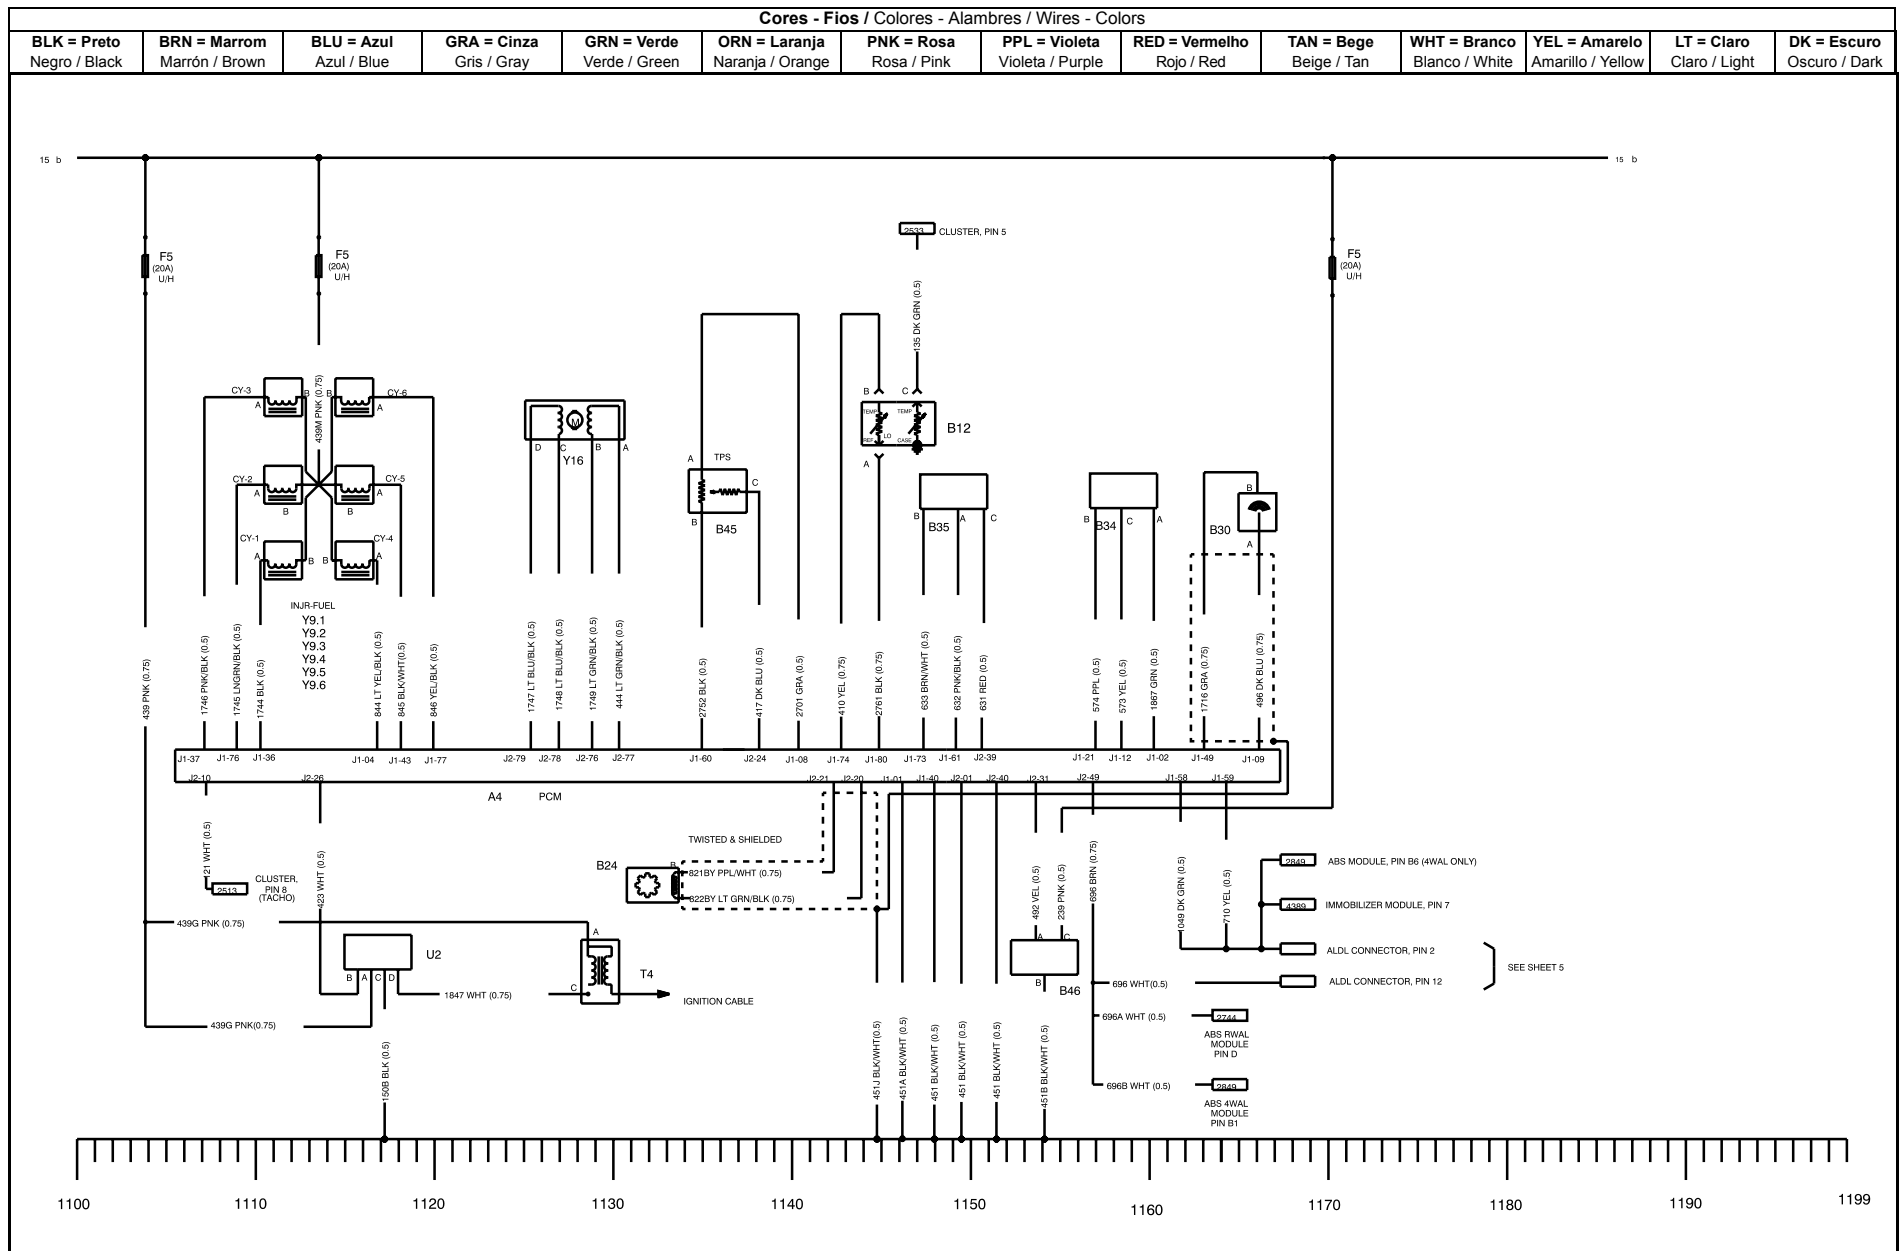 Cores - Fios / Colores - Alambres / Wires - Colors
BLK = Preto
Negro / Black
BRN = Marrom
Marrón / Brown
BLU = Azul
Azul / Blue
GRA = Cinza
Gris / Gray
GRN = Verde
Verde / Green
ORN = Laranja
Naranja / Orange
PNK = Rosa
Rosa / Pink
PPL = Violeta
Violeta / Purple
RED = Vermelho
Rojo / Red
TAN = Bege
Beige / Tan
WHT = Branco
Blanco / White
YEL = Amarelo
Amarillo / Yellow
LT = Claro
Claro / Light
DK = Escuro
Oscuro / Dark
15 b
15 b
2533
CLUSTER, PIN 5
F5
(20A)
U/H
F5
(20A)
U/H
F5
(20A)
U/H
135 DK GRN (0.5)
439M PNK (0.75)
CY-3
A
B
B
A
CY-6
CY-2
A
B
B
A
CY-5
CY-1
A
B
B
A
CY-4
INJR-FUEL
Y9.1
Y9.2
Y9.3
Y9.4
Y9.5
Y9.6
M
D
C
B
A
Y16
A
TPS
C
B
B45
B
C
TEMP
TEMP
LO
REF
CASE
A
B12
B
A
C
B35
B
C
A
B34
B
A
B30
439 PNK (0.75)
1746 PNK/BLK (0.5)
1745 LNGRN/BLK (0.5)
1744 BLK (0.5)
844 LT YEL/BLK (0.5)
845 BLK/WHT(0.5)
846 YEL/BLK (0.5)
1747 LT BLU/BLK (0.5)
1748 LT BLU/BLK (0.5)
1749 LT GRN/BLK (0.5)
444 LT GRN/BLK (0.5)
2752 BLK (0.5)
417 DK BLU (0.5)
2701 GRA (0.5)
410 YEL (0.75)
2761 BLK (0.75)
633 BRN/WHT (0.5)
632 PNK/BLK (0.5)
631 RED (0.5)
574 PPL (0.5)
573 YEL (0.5)
1867 GRN (0.5)
1716 GRA (0.75)
496 DK BLU (0.75)
J1-37
J1-76
J1-36
J1-04
J1-43
J1-77
J2-79
J2-78
J2-76
J2-77
J1-60
J2-24
J1-08
J1-74
J1-80
J1-73
J1-61
J2-39
J1-21
J1-12
J1-02
J1-49
J1-09
J2-10
J2-26
J2-21
J2-20
J1-01
J1-40
J2-01
J2-40
J2-31
J2-49
J1-58
J1-59
A4
PCM
121 WHT (0.5)
423 WHT (0.5)
2513
CLUSTER,
PIN 8
(TACHO)
TWISTED & SHIELDED
B24
B
821BY PPL/WHT (0.75)
822BY LT GRN/BLK (0.75)
492 YEL (0.5)
239 PNK (0.5)
696 BRN (0.75)
1049 DK GRN (0.5)
710 YEL (0.5)
2849
ABS MODULE, PIN B6 (4WAL ONLY)
4389
IMMOBILIZER MODULE, PIN 7
ALDL CONNECTOR, PIN 2
ALDL CONNECTOR, PIN 12
SEE SHEET 5
439G PNK (0.75)
U2
B
A
C
D
1847 WHT (0.75)
439G PNK(0.75)
A
C
T4
IGNITION CABLE
A
C
B
B46
696 WHT(0.5)
696A WHT (0.5)
2744
ABS RWAL
MODULE
PIN D
696B WHT (0.5)
2849
ABS 4WAL
MODULE
PIN B1
150B BLK (0.5)
451J BLK/WHT(0.5)
451A BLK/WHT (0.5)
451 BLK/WHT (0.5)
451 BLK/WHT (0.5)
451 BLK/WHT (0.5)
451B BLK/WHT (0.5)
1100
1110
1120
1130
1140
1150
1160
1170
1180
1190
1199